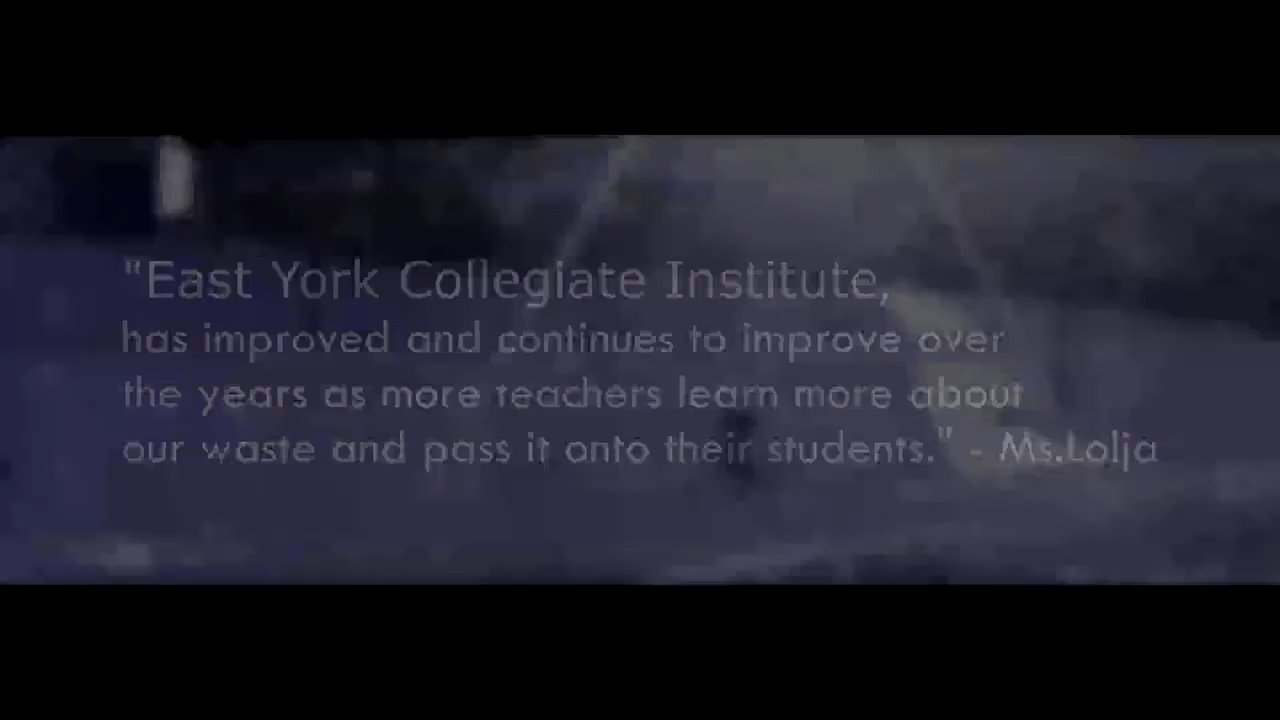 "East York Collegiate Institute,
has improved and continues to improve over
the years as more teachers learn more about
our waste and pass it onto their students." - Ms.Lolja